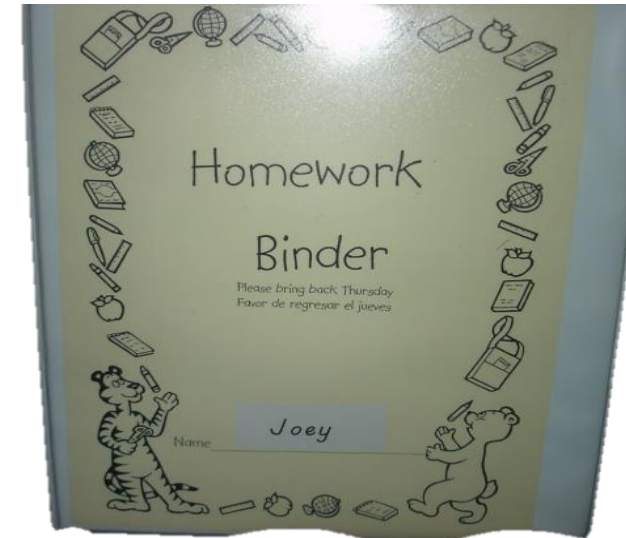 Homework
Binder
Please bring back Thursday
Favor de regresar el jueves
Name Joey